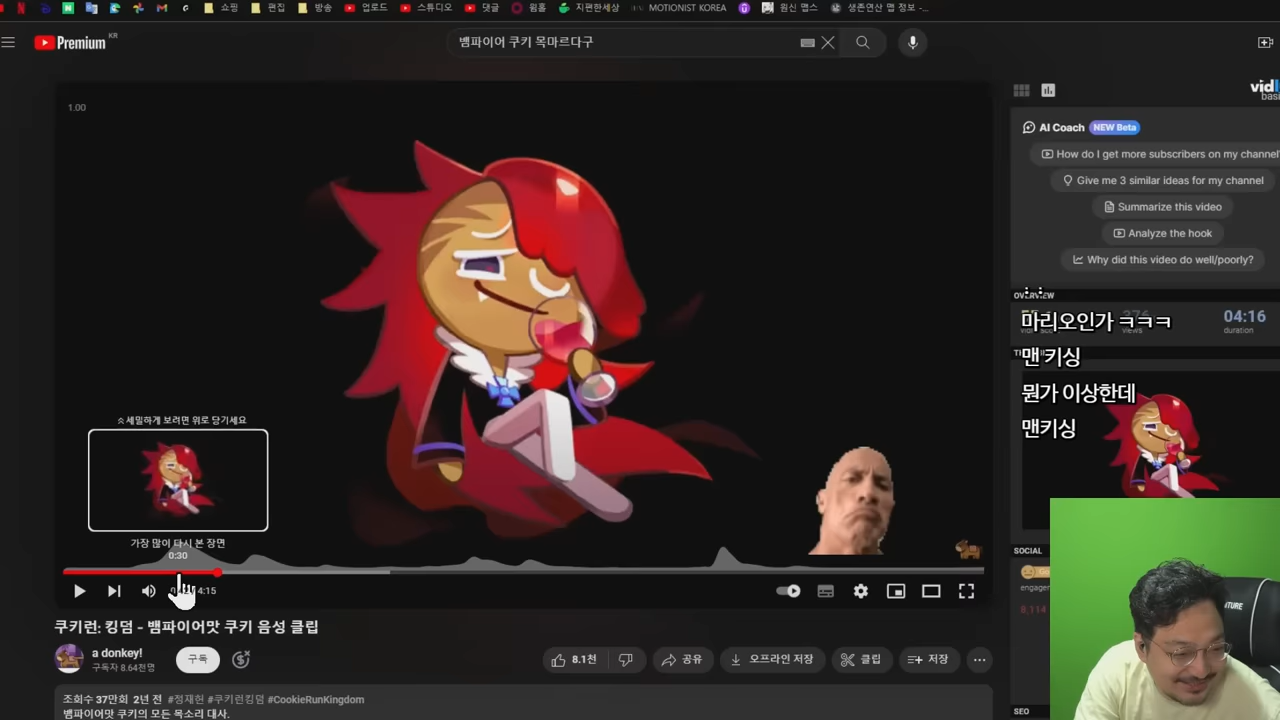 쇼핑
편집
방송
업로드
스튜디오
댓글
원홈
지편한세상
MOTIONIST KOREA
원신 맵스
생존연산 맵 정보 -...
Premium KR
뱀파이어 쿠키 목마르다구
1.00
vidI
basi
AI Coach NEW Beta
How do I get more subscribers on my channel
Give me 3 similar ideas for my channel
Summarize this video
Analyze the hook
Why did this video do well/poorly?
OVERVIEW
마리오인가 ㅋㅋㅋ
04:16
views
duration
맨 키싱
뭔가 이상한데
맨키싱
세밀하게 보려면 위로 당기세요
가장 많이 다시 본 장면
0:30
4:15
SOCIAL
engagem
8,114
SEO
쿠키런: 킹덤 - 뱀파이어맛 쿠키 음성 클립
a donkey!
구독자 8.64천명
구독
8.1천
공유
오프라인 저장
클립
저장
조회수 37만회 2년 전 #정재헌 #쿠키런킹덤 #CookieRunKingdom
뱀파이어맛 쿠키의 모든 목소리 대사.